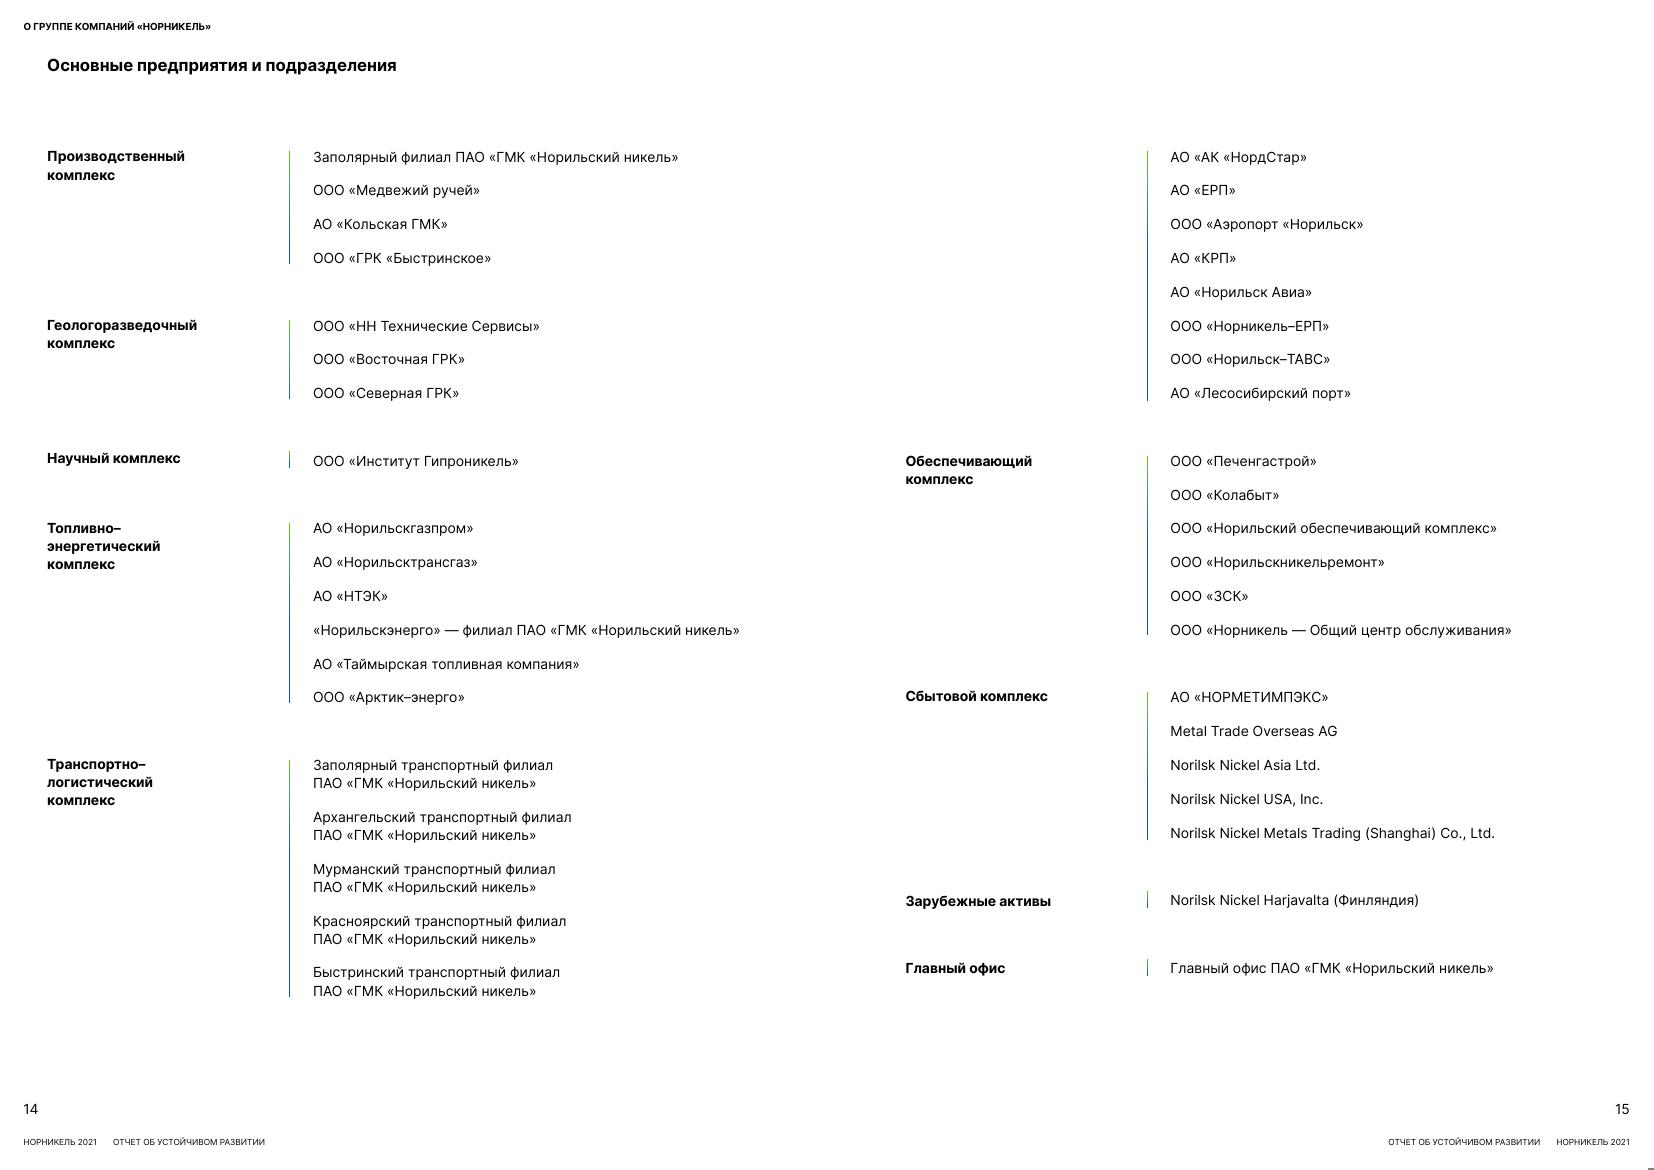 О ГРУППЕ КОМПАНИЙ «НОРНИКЕЛЬ»
Основные предприятия и подразделения
Производственный
комплекс
Заполярный филиал ПАО «ГМК «Норильский никель»
ООО «Медвежий ручей»
АО «Кольская ГМК»
ООО «ГРК «Быстринское»
Геологоразведочный
комплекс
ООО «НН Технические Сервисы»
ООО «Восточная ГРК»
ООО «Северная ГРК»
Научный комплекс
ООО «Институт Гипроникель»
Топливно–
энергетический
комплекс
АО «Норильскгазпром»
АО «Норильсктрансгаз»
АО «НТЭК»
«Норильскэнерго» — филиал ПАО «ГМК «Норильский никель»
АО «Таймырская топливная компания»
ООО «Арктик–энерго»
Транспортно–
логистический
комплекс
Заполярный транспортный филиал
ПАО «ГМК «Норильский никель»
Архангельский транспортный филиал
ПАО «ГМК «Норильский никель»
Мурманский транспортный филиал
ПАО «ГМК «Норильский никель»
Красноярский транспортный филиал
ПАО «ГМК «Норильский никель»
Быстринский транспортный филиал
ПАО «ГМК «Норильский никель»
14
НОРНИКЕЛЬ 2021 ОТЧЕТ ОБ УСТОЙЧИВОМ РАЗВИТИИ
АО «АК «НордСтар»
АО «ЕРП»
ООО «Аэропорт «Норильск»
АО «КРП»
АО «Норильск Авиа»
ООО «Норникель–ЕРП»
ООО «Норильск–ТАВС»
АО «Лесосибирский порт»
Обеспечивающий
комплекс
ООО «Печенгастрой»
ООО «Колабыт»
ООО «Норильский обеспечивающий комплекс»
ООО «Норильскникельремонт»
ООО «ЗСК»
ООО «Норникель — Общий центр обслуживания»
Сбытовой комплекс
АО «НОРМЕТИМПЭКС»
Metal Trade Overseas AG
Norilsk Nickel Asia Ltd.
Norilsk Nickel USA, Inc.
Norilsk Nickel Metals Trading (Shanghai) Co., Ltd.
Зарубежные активы
Norilsk Nickel Harjavalta (Финляндия)
Главный офис
Главный офис ПАО «ГМК «Норильский никель»
15
ОТЧЕТ ОБ УСТОЙЧИВОМ РАЗВИТИИ НОРНИКЕЛЬ 2021